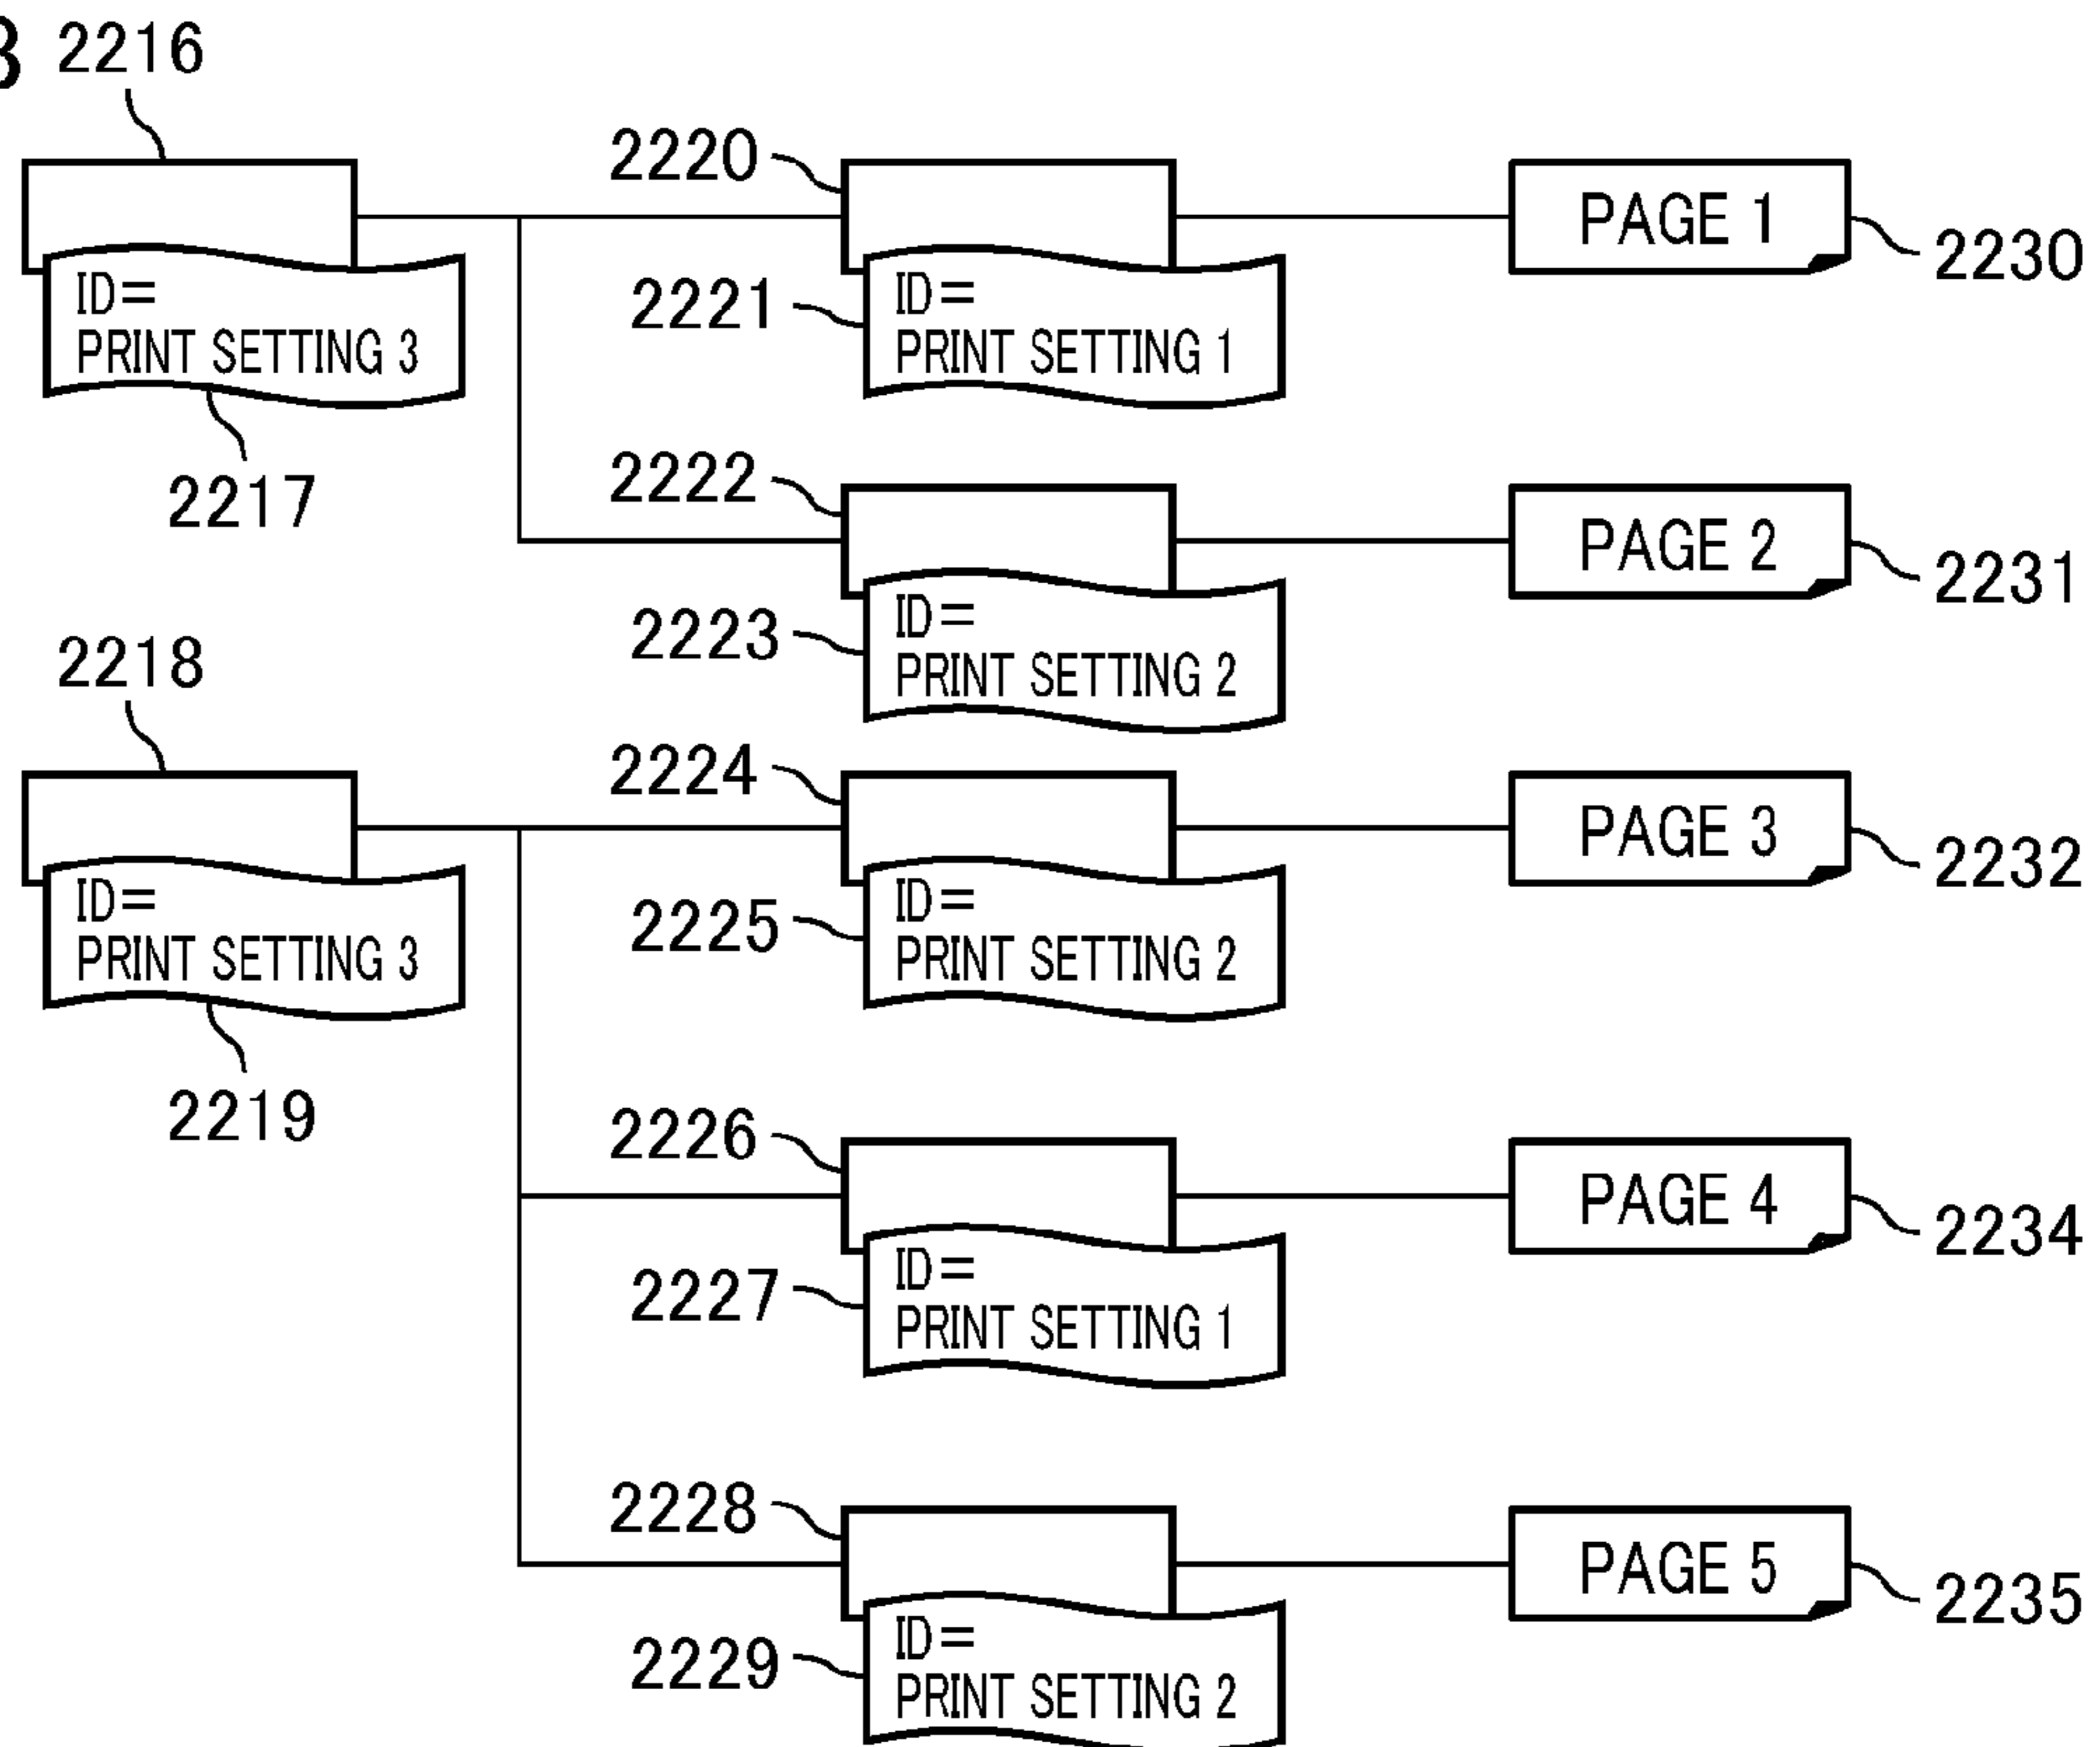 2216
2220
PAGE 1
2230
ID=
PRINT SETTING 3
2221
ID=
PRINT SETTING 1
2217
2222
PAGE 2
2231
2223
ID=
PRINT SETTING 2
2218
2224
PAGE 3
2232
ID=
PRINT SETTING 3
2225
ID=
PRINT SETTING 2
2219
2226
PAGE 4
2234
2227
ID=
PRINT SETTING 1
2228
PAGE 5
2235
2229
ID=
PRINT SETTING 2